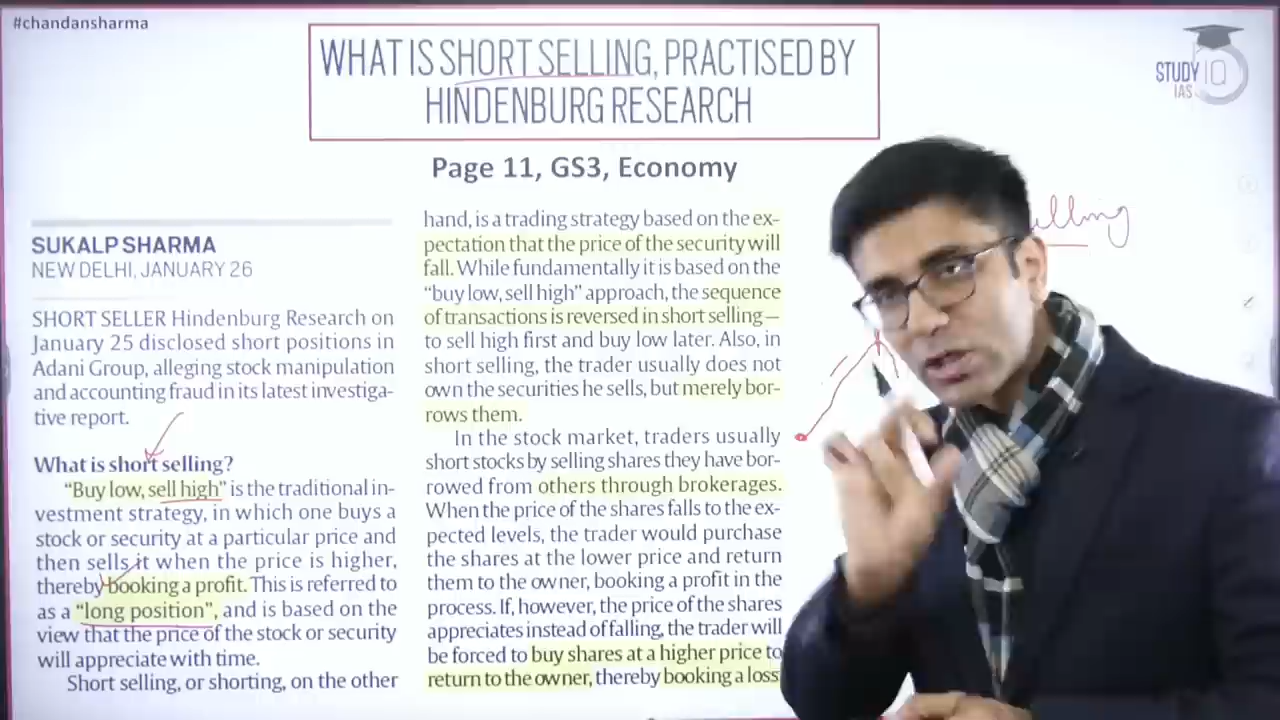 #chandansharma
WHAT IS SHORT SELLING, PRACTISED BY
HINDENBURG RESEARCH
STUDY IQ
IAS
Page 11, GS3, Economy
SUKALP SHARMA
NEW DELHI, JANUARY 26
SHORT SELLER Hindenburg Research on
January 25 disclosed short positions in
Adani Group, alleging stock manipulation
and accounting fraud in its latest investiga-
tive report.
What is short selling?
“Buy low, sell high” is the traditional in-
vestment strategy, in which one buys a
stock or security at a particular price and
then sells it when the price is higher,
thereby booking a profit. This is referred to
as a “long position”, and is based on the
view that the price of the stock or security
will appreciate with time.
Short selling, or shorting, on the other
hand, is a trading strategy based on the ex-
pectation that the price of the security will
fall. While fundamentally it is based on the
“buy low, sell high” approach, the sequence
of transactions is reversed in short selling—
to sell high first and buy low later. Also, in
short selling, the trader usually does not
own the securities he sells, but merely bor-
rows them.
In the stock market, traders usually
short stocks by selling shares they have bor-
rowed from others through brokerages.
When the price of the shares falls to the ex-
pected levels, the trader would purchase
the shares at the lower price and return
them to the owner, booking a profit in the
process. If, however, the price of the shares
appreciates instead of falling, the trader will
be forced to buy shares at a higher price to
return to the owner, thereby booking a loss